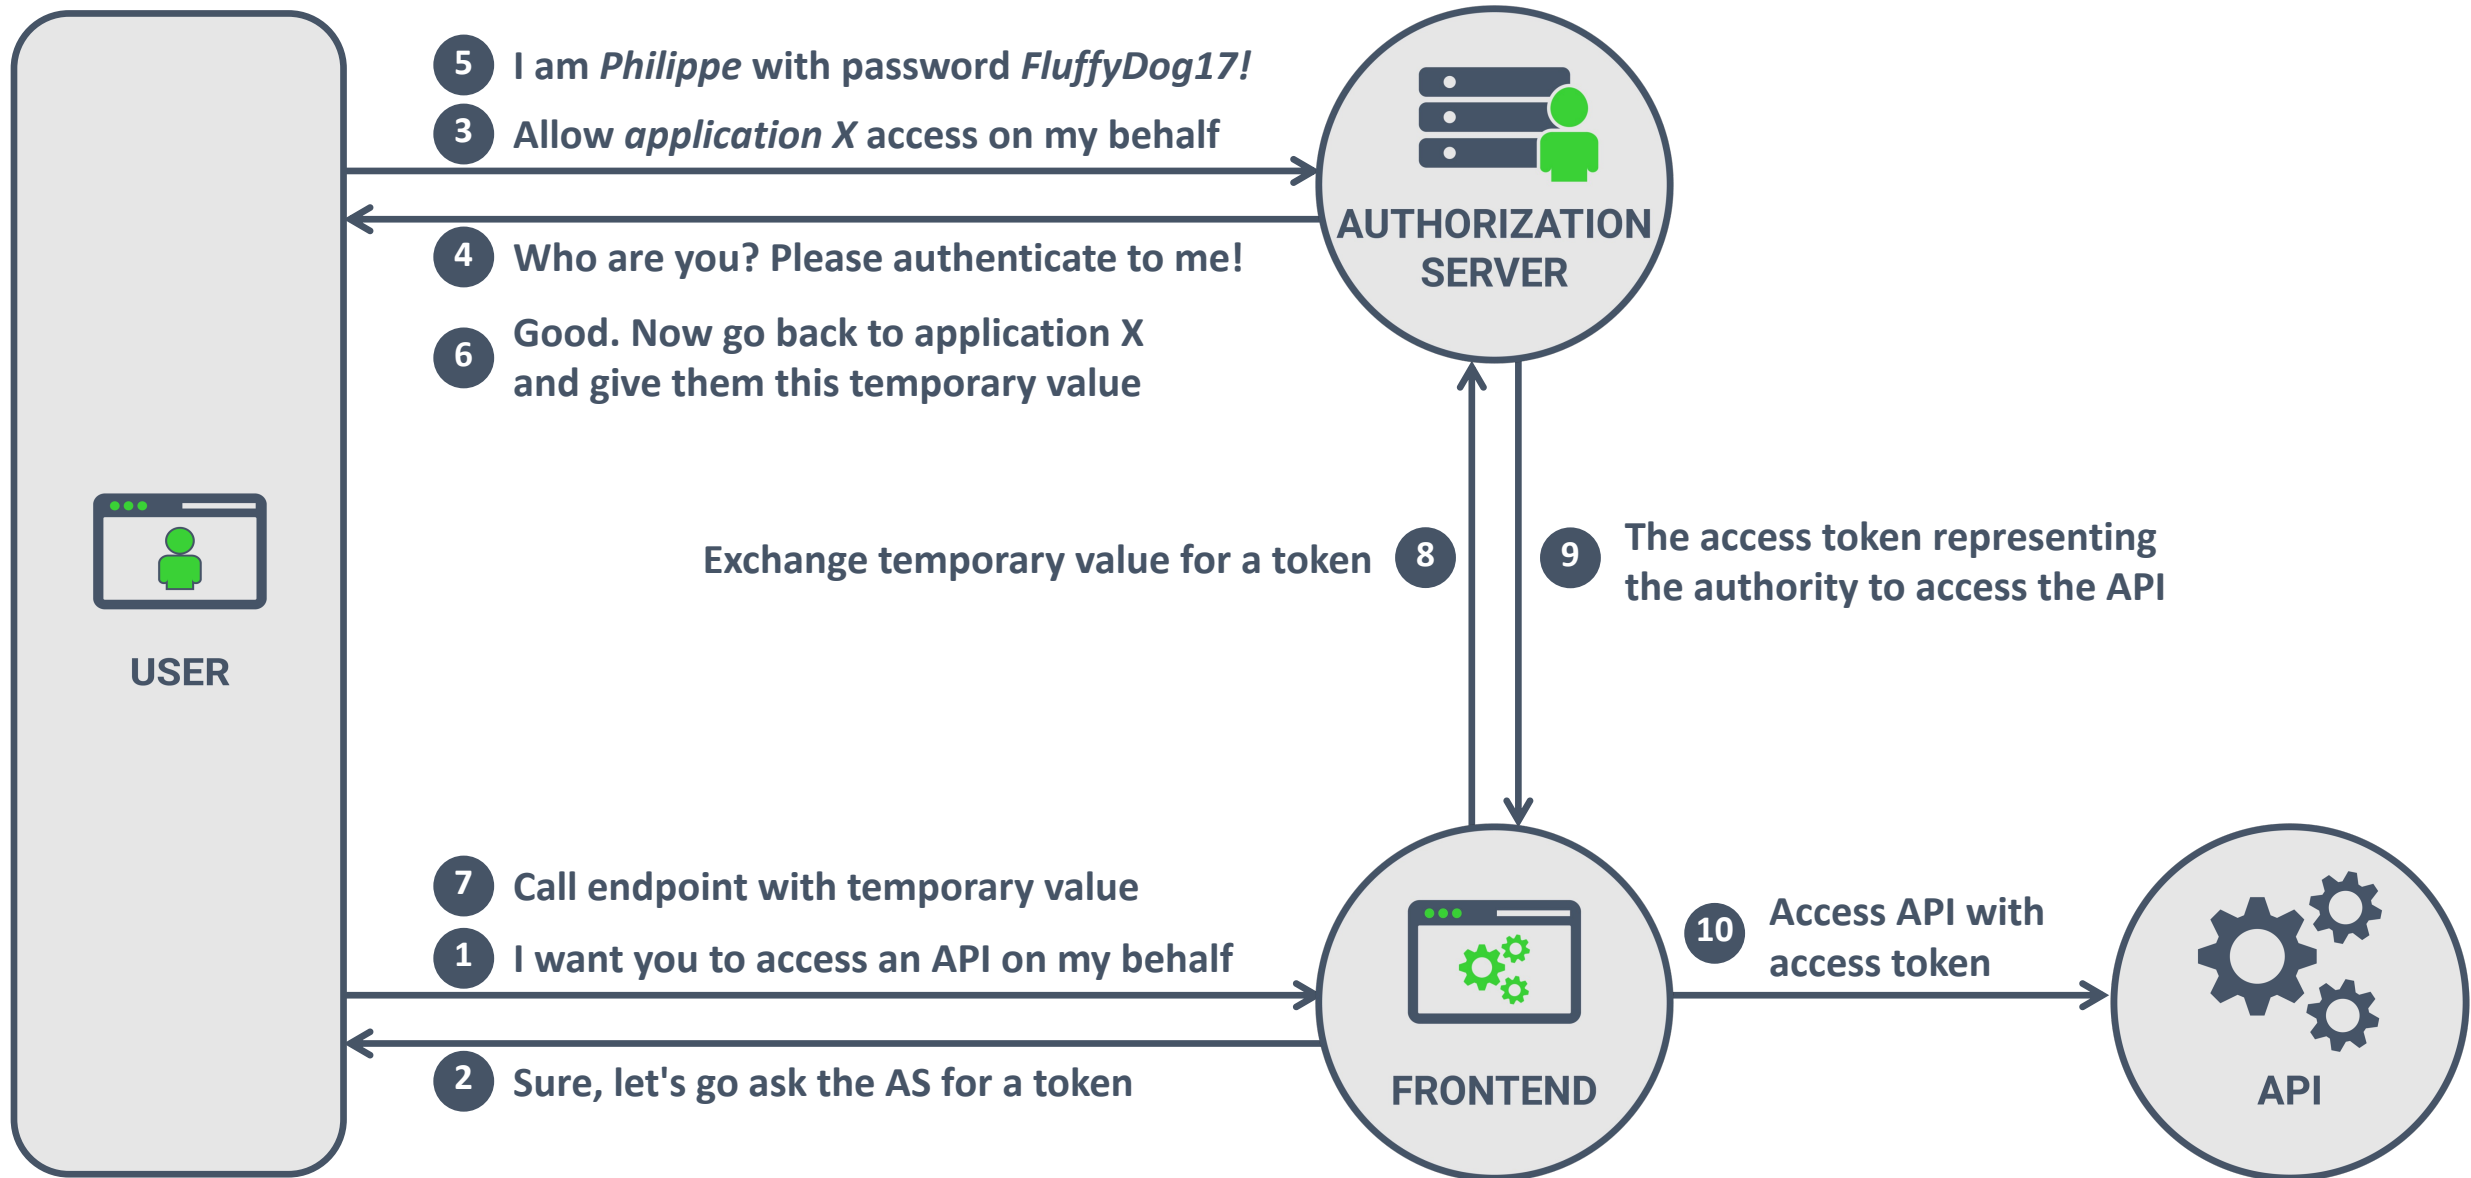 5 I am Philippe with password FluffyDog17!
3 Allow application X access on my behalf
AUTHORIZATION
SERVER
4 Who are you? Please authenticate to me!
6 Good. Now go back to application X
and give them this temporary value
Exchange temporary value for a token 8
9 The access token representing
the authority to access the API
USER
7 Call endpoint with temporary value
1 I want you to access an API on my behalf
2 Sure, let's go ask the AS for a token
FRONTEND
10 Access API with
access token
API